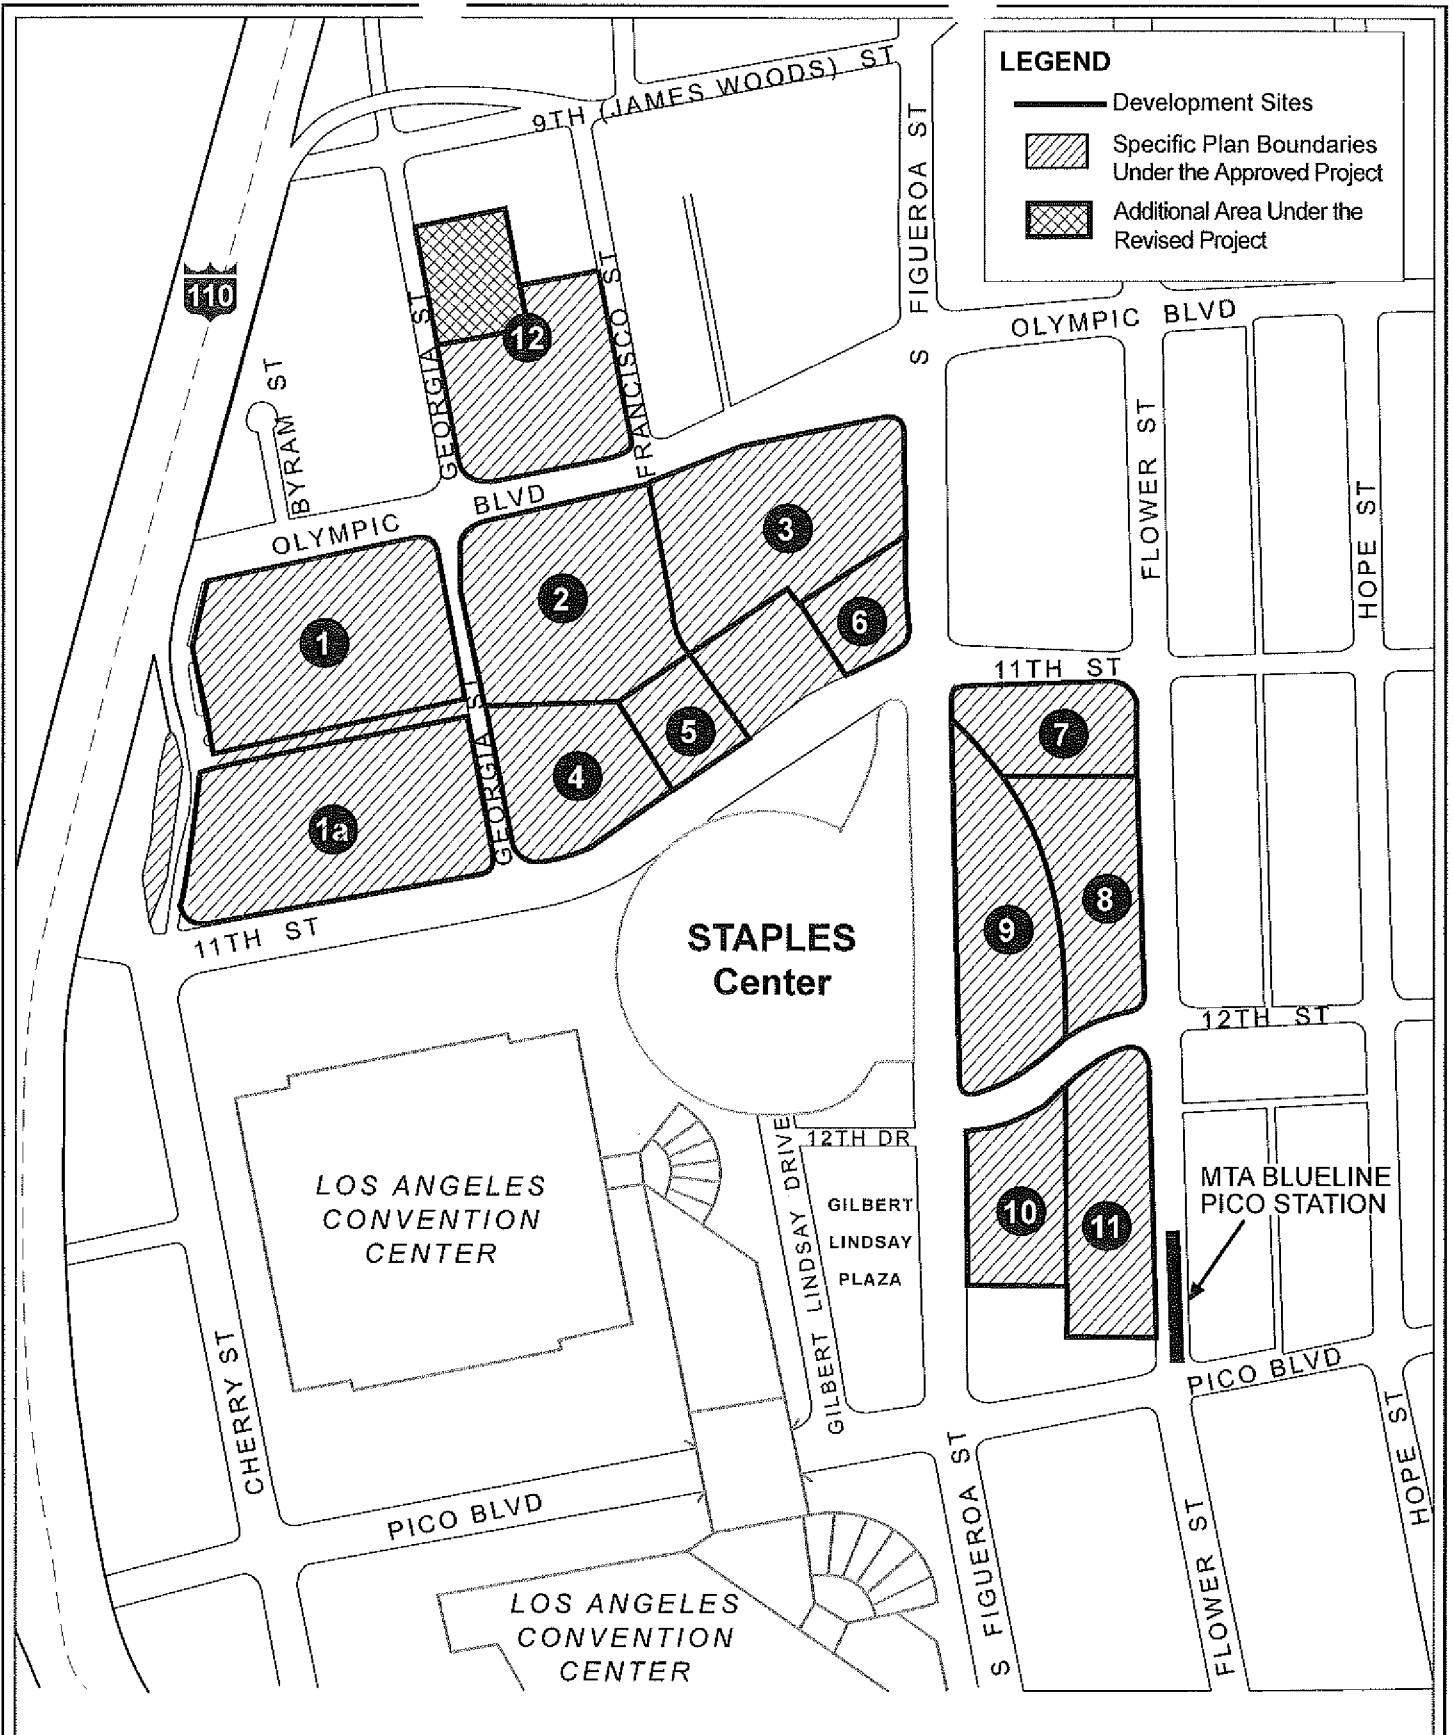 LEGEND
Development Sites
Specific Plan Boundaries
Under the Approved Project
Additional Area Under the
Revised Project
9TH (JAMES WOODS) ST
S FIGUEROA ST
110
GEORGIA ST
12
FRANCISCO ST
OLYMPIC BLVD
BYRAM ST
FLOWER ST
HOPE ST
OLYMPIC BLVD
3
2
1
6
11TH ST
GEORGIA ST
5
7
4
1a
8
9
11TH ST
STAPLES
Center
12TH ST
12TH DR
LOS ANGELES
CONVENTION
CENTER
GILBERT LINDSAY DRIVE
GILBERT
LINDSAY
PLAZA
10
11
MTA BLUELINE
PICO STATION
CHERRY ST
PICO BLVD
PICO BLVD
HOPE ST
S FIGUEROA ST
FLOWER ST
LOS ANGELES
CONVENTION
CENTER